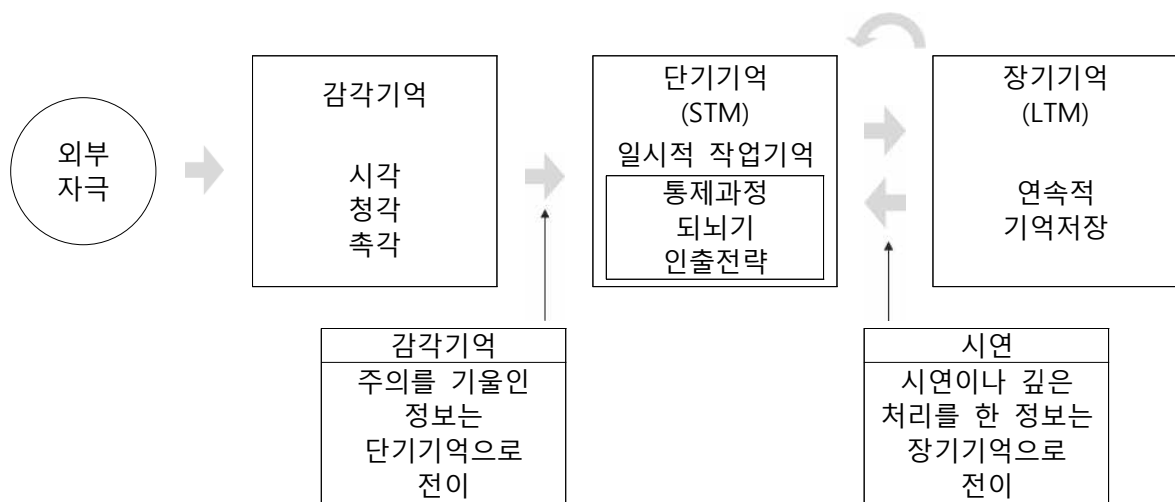 외부
자극
감각기억
시각
청각
촉각
단기기억
(STM)
일시적 작업기억
통제과정
되뇌기
인출전략
장기기억
(LTM)
연속적
기억저장
감각기억
주의를 기울인
정보는
단기기억으로
전이
시연
시연이나 깊은
처리를 한 정보는
장기기억으로
전이